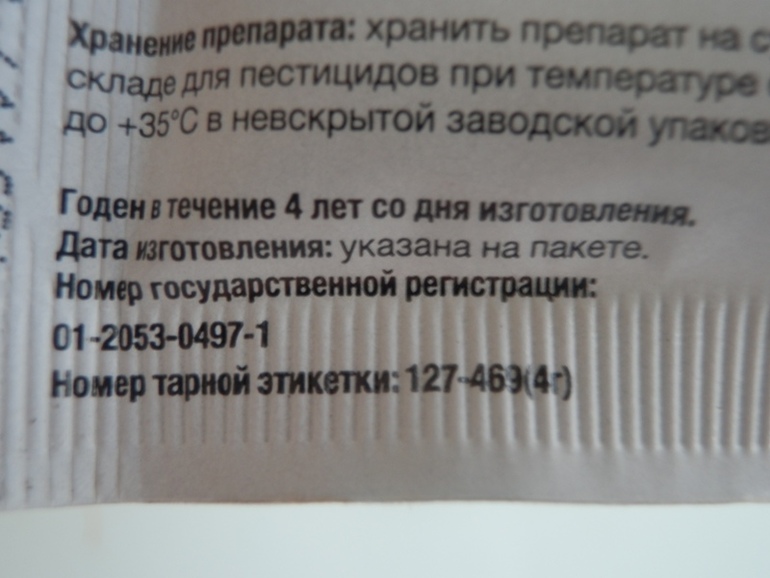 Хранение препарата: хранить препарат на
складе для пестицидов при температуре
до +35°С в невскрытой заводской
Годен в течение 4 лет со дня изготовления.
Дата изготовления: указана на пакете.
Номер государственной регистрации:
01-2053-0497-1
Номер тарной этикетки: 127-469(4г)